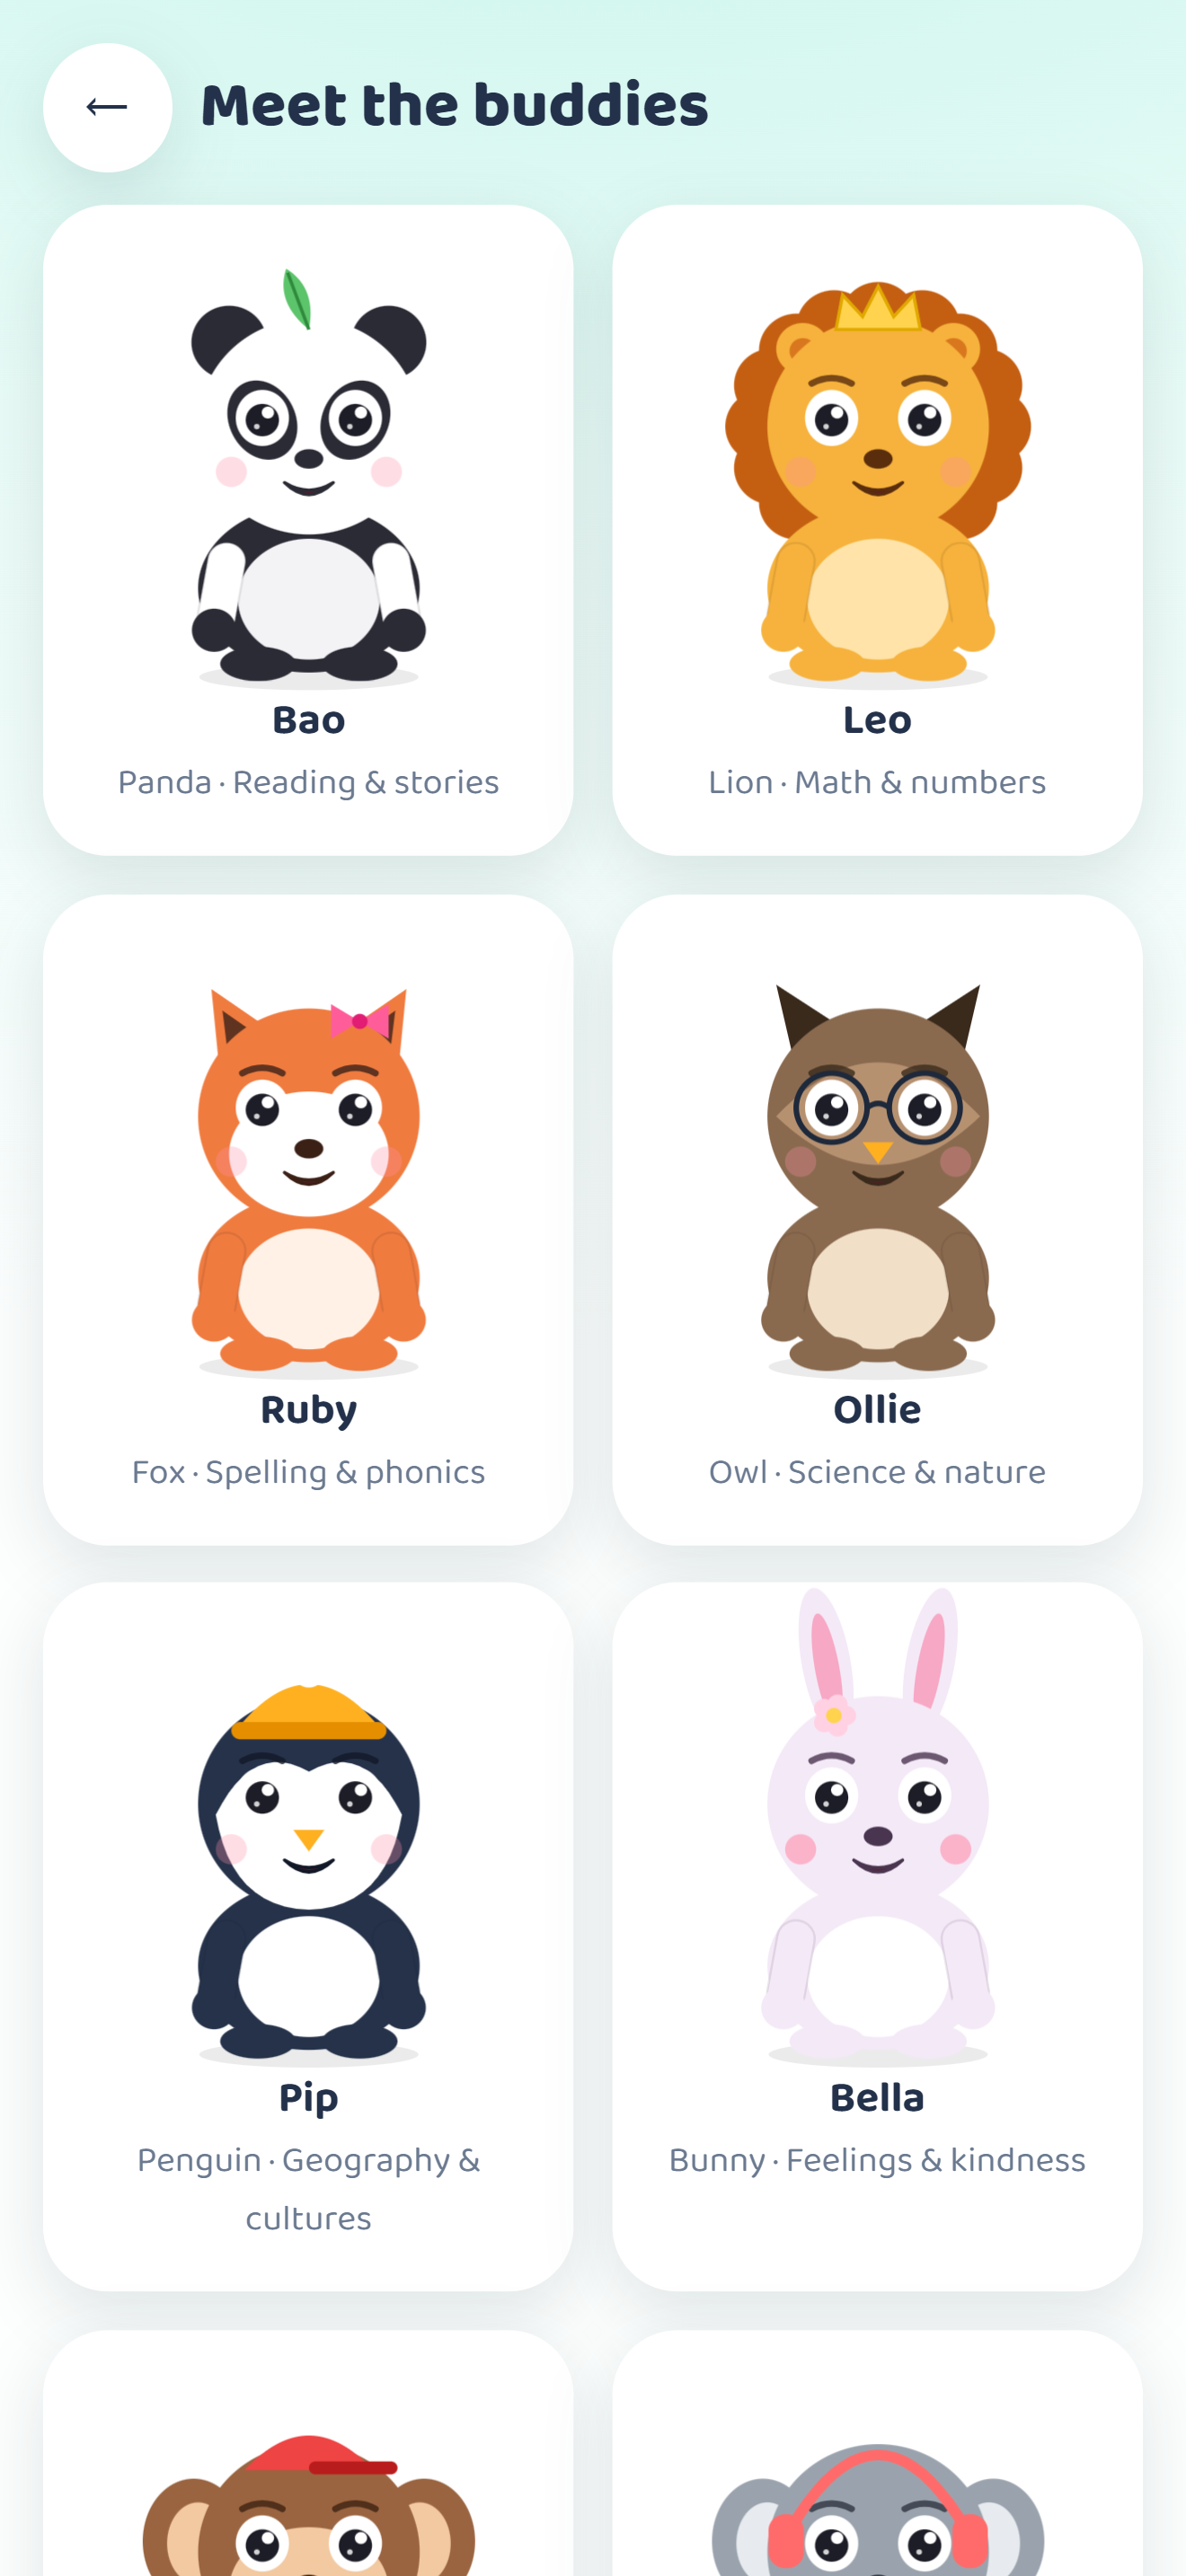 Meet the buddies
Bao
Panda · Reading & stories
Leo
Lion · Math & numbers
Ruby
Fox · Spelling & phonics
Ollie
Owl · Science & nature
Pip
Penguin · Geography &
cultures
Bella
Bunny · Feelings & kindness